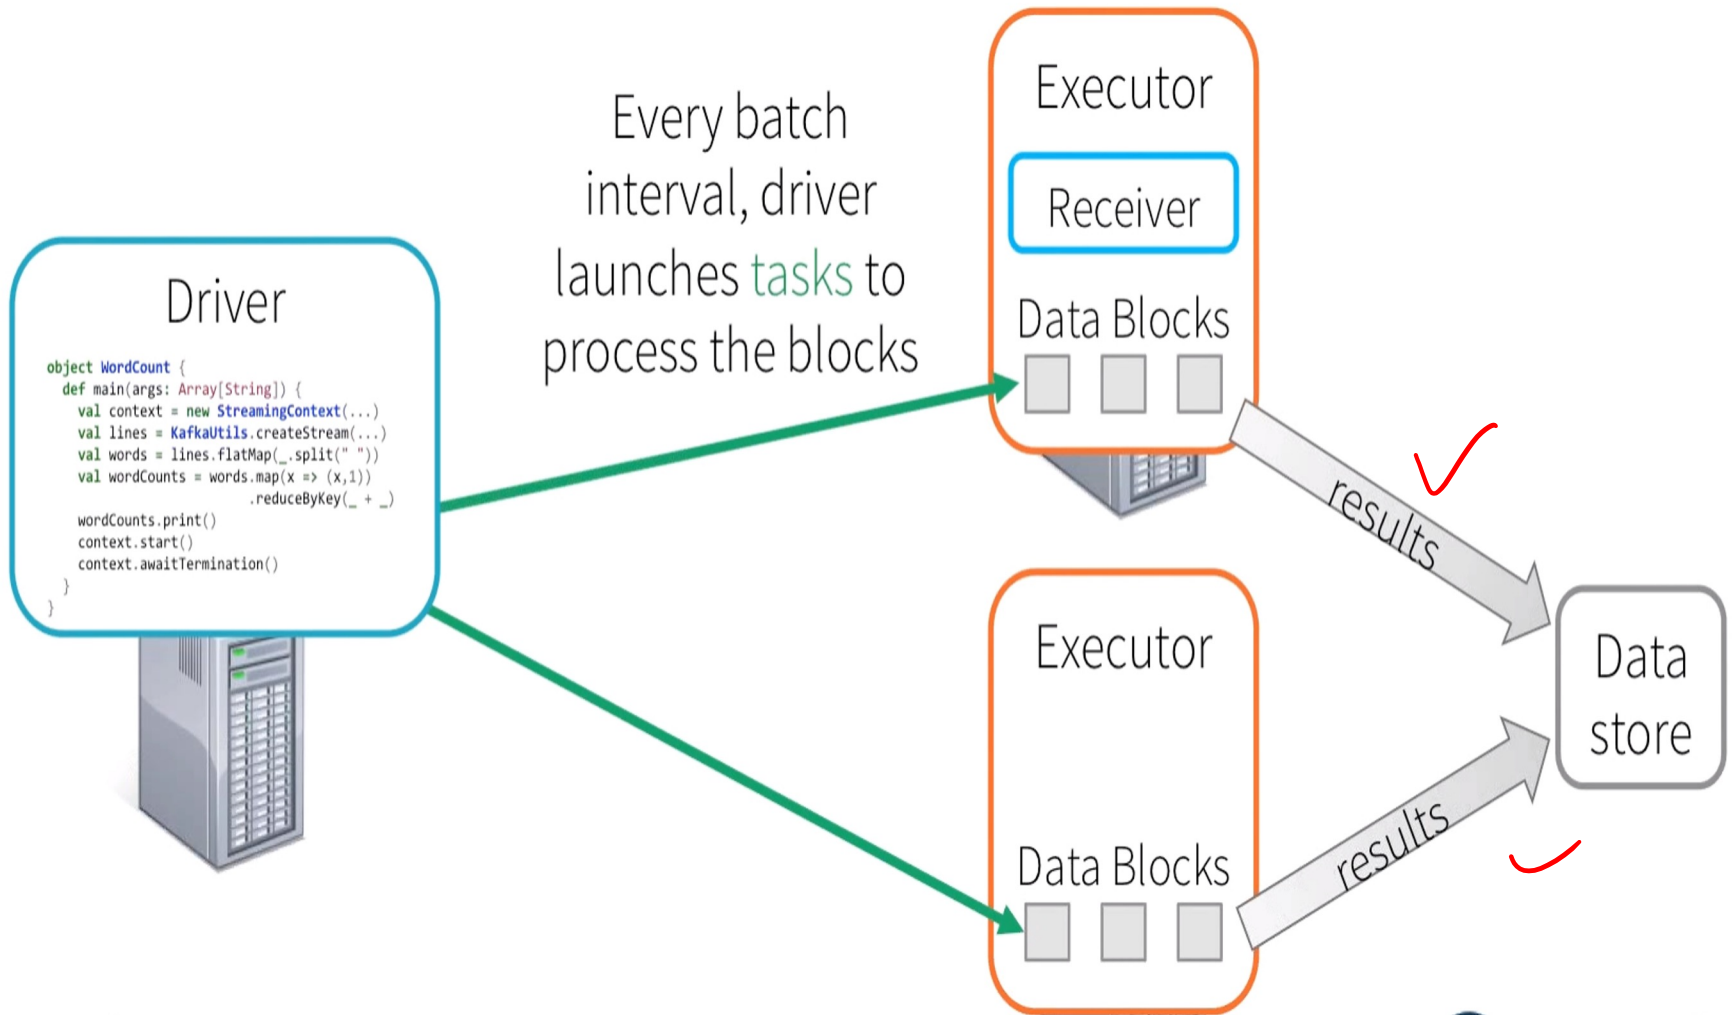 Driver
object WordCount {
def main(args: Array[String]) {
val context = new StreamingContext(...)
val lines = KafkaUtils.createStream(...)
val words = lines.flatMap(_.split(" "))
val wordCounts = words.map(x => (x,1))
.reduceByKey(_ + _)
wordCounts.print()
context.start()
context.awaitTermination()
}
}
Every batch
interval, driver
launches tasks to
process the blocks
Executor
Receiver
Data Blocks
results
Executor
Data Blocks
results
Data
store